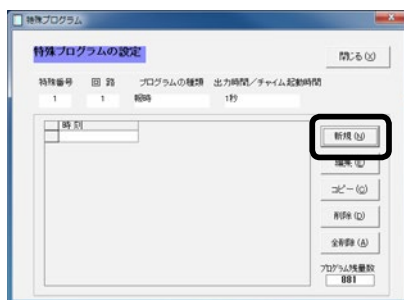 特殊プログラム
特殊プログラムの設定
閉じる(X)
特殊番号 回 路 プログラムの種類 出力時間/チャイム起動時間
1 1 報時 1秒
時刻
新規(N)
編集(E)
コピー(C)
削除(D)
全削除(A)
プログラム残量数
881